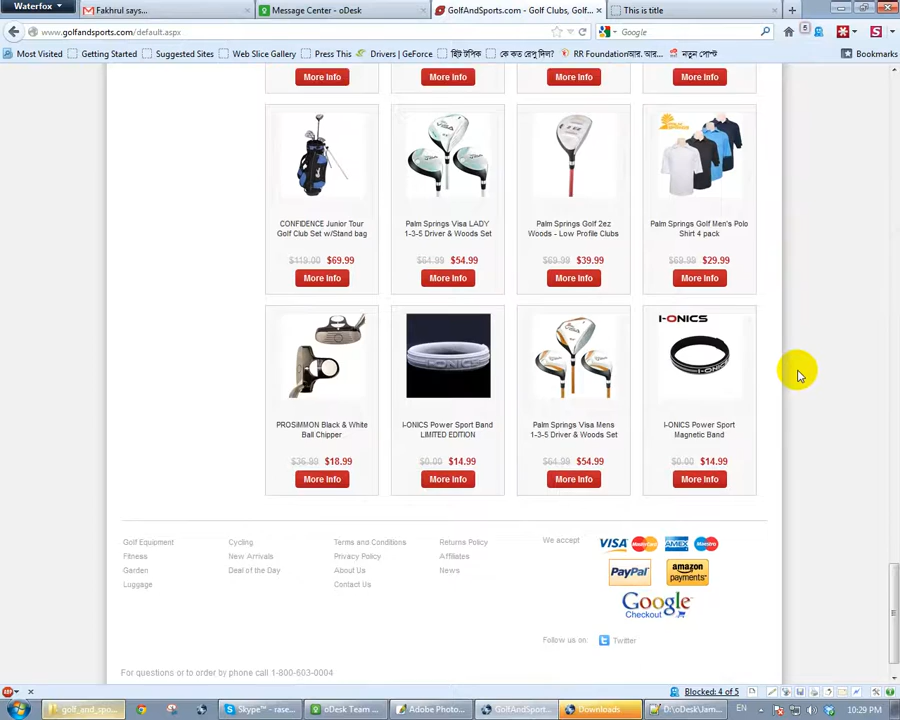 Waterfox
Fakhrul says...
Message Center - oDesk
GolfAndSports.com - Golf Clubs, Golf...
This is title
www.golfandsports.com/default.aspx
Google
Most Visited Getting Started Suggested Sites Web Slice Gallery Press This Drivers | GeForce হিট টপিক কে কত রেসু দিল? RR Foundationআর. আর... নতুন পোস্ট Bookmarks
More Info More Info More Info More Info
CONFIDENCE Junior Tour
Golf Club Set w/Stand bag
$119.00 $69.99
More Info
Palm Springs Visa LADY
1-3-5 Driver & Woods Set
$64.99 $54.99
More Info
Palm Springs Golf 2ez
Woods - Low Profile Clubs
$69.99 $39.99
More Info
Palm Springs Golf Men's Polo
Shirt 4 pack
$69.99 $29.99
More Info
PROSiMMON Black & White
Ball Chipper
$36.99 $18.99
More Info
I-ONICS
I-ONICS Power Sport Band
LIMITED EDITION
$0.00 $14.99
More Info
Palm Springs Visa Mens
1-3-5 Driver & Woods Set
$64.99 $54.99
More Info
I-ONICS
I-ONICS Power Sport
Magnetic Band
$0.00 $14.99
More Info
Golf Equipment
Fitness
Garden
Luggage
Cycling
New Arrivals
Deal of the Day
Terms and Conditions
Privacy Policy
About Us
Contact Us
Returns Policy
Affiliates
News
We accept
VISA MasterCard AMEX Maestro
PayPal amazon payments
Google
Checkout
Follow us on: Twitter
For questions or to order by phone call 1-800-603-0004
Blocked: 4 of 5
golf_and_spo... Skype™ - rase... oDesk Team ... Adobe Photo... GolfAndSport... Downloads D:\oDesk\Jam... EN 10:29 PM